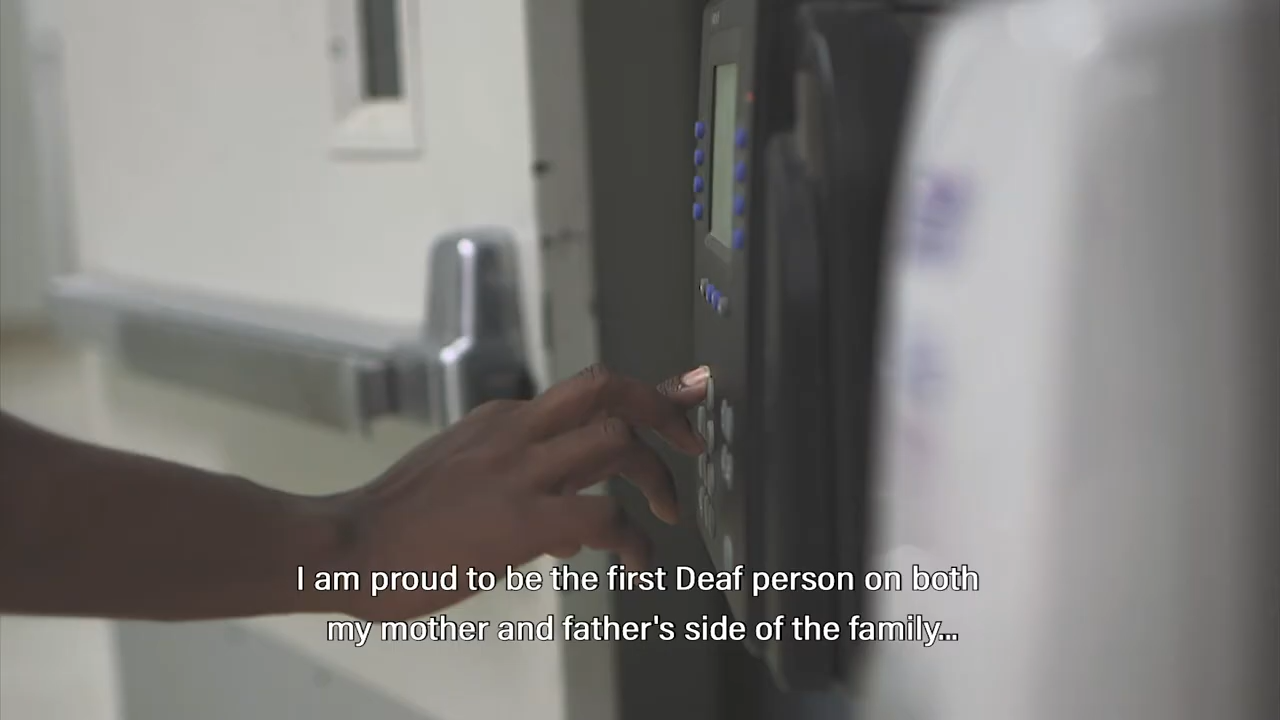 I am proud to be the first Deaf person on both
my mother and father's side of the family...